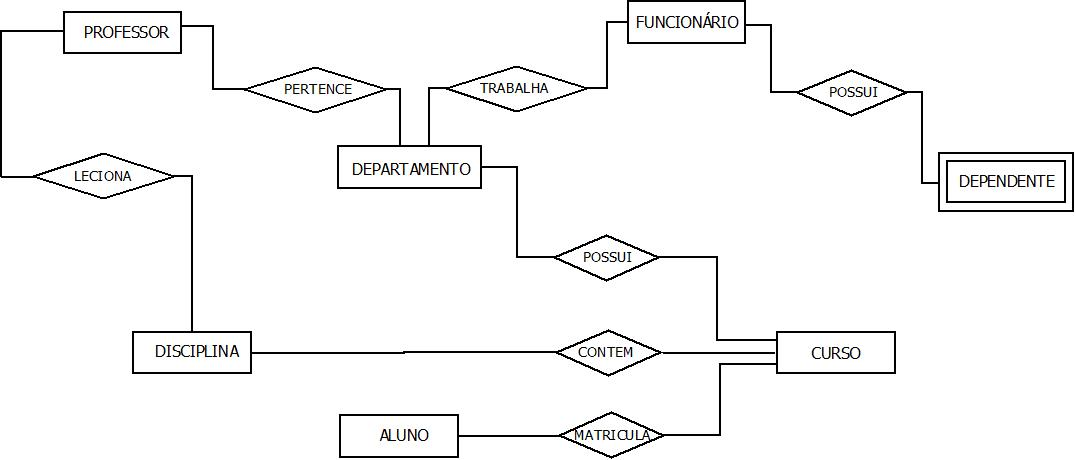 PROFESSOR
FUNCIONÁRIO
PERTENCE
TRABALHA
POSSUI
LECIONA
DEPARTAMENTO
DEPENDENTE
POSSUI
DISCIPLINA
CONTEM
CURSO
ALUNO
MATRICULA